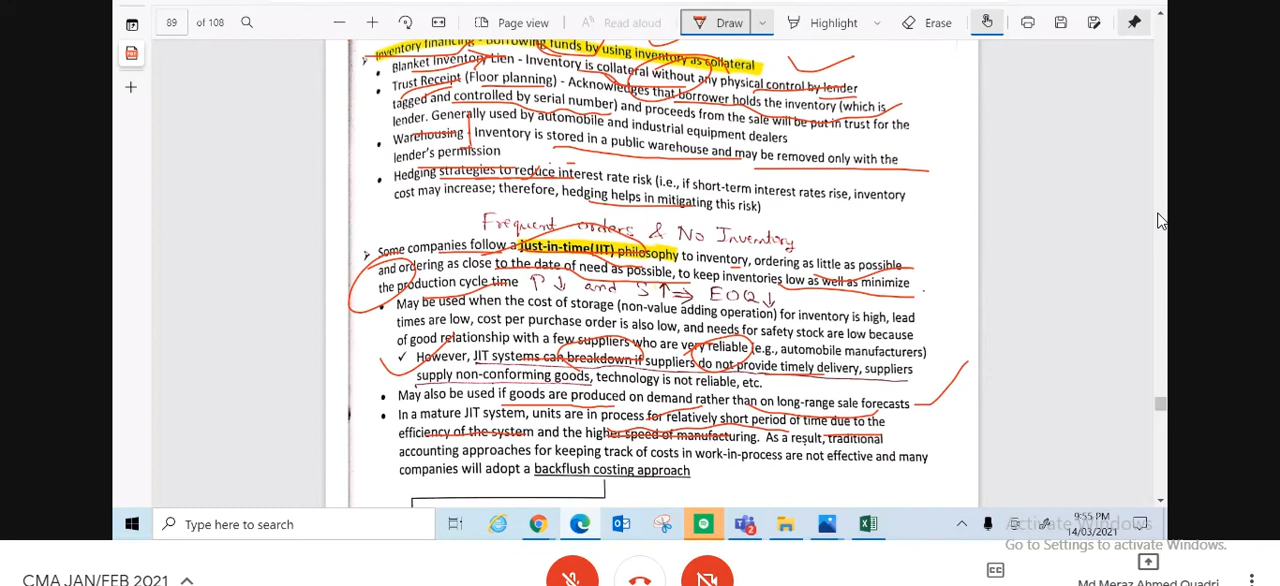 89 of 108
Page view
Read aloud
Draw
Highlight
Erase
Inventory financing - Borrowing funds by using inventory as collateral
• Blanket Inventory Lien - Inventory is collateral without any physical control by lender
• Trust Receipt (Floor planning) - Acknowledges that borrower holds the inventory (which is
tagged and controlled by serial number) and proceeds from the sale will be put in trust for the
lender. Generally used by automobile and industrial equipment dealers
• Warehousing Inventory is stored in a public warehouse and may be removed only with the
lender's permission
• Hedging strategies to reduce interest rate risk (i.e., if short-term interest rates rise, inventory
cost may increase; therefore, hedging helps in mitigating this risk)
Frequent orders & No Inventory
➤ Some companies follow a just-in-time(JIT) philosophy to inventory, ordering as little as possible
and ordering as close to the date of need as possible, to keep inventories low as well as minimize
the production cycle time P ↓ and S ↑ ⇒ EOQ ↓
• May be used when the cost of storage (non-value adding operation) for inventory is high, lead
times are low, cost per purchase order is also low, and needs for safety stock are low because
of good relationship with a few suppliers who are very reliable (e.g., automobile manufacturers)
✓ However, JIT systems can breakdown if suppliers do not provide timely delivery, suppliers
supply non-conforming goods, technology is not reliable, etc.
• May also be used if goods are produced on demand rather than on long-range sale forecasts
• In a mature JIT system, units are in process for relatively short period of time due to the
efficiency of the system and the higher speed of manufacturing. As a result, traditional
accounting approaches for keeping track of costs in work-in-process are not effective and many
companies will adopt a backflush costing approach
Type here to search
9:55 PM
14/03/2021
Activate Windows
Go to Settings to activate Windows.
CMA JAN/FEB 2021
Md Meraz Ahmed Quadri